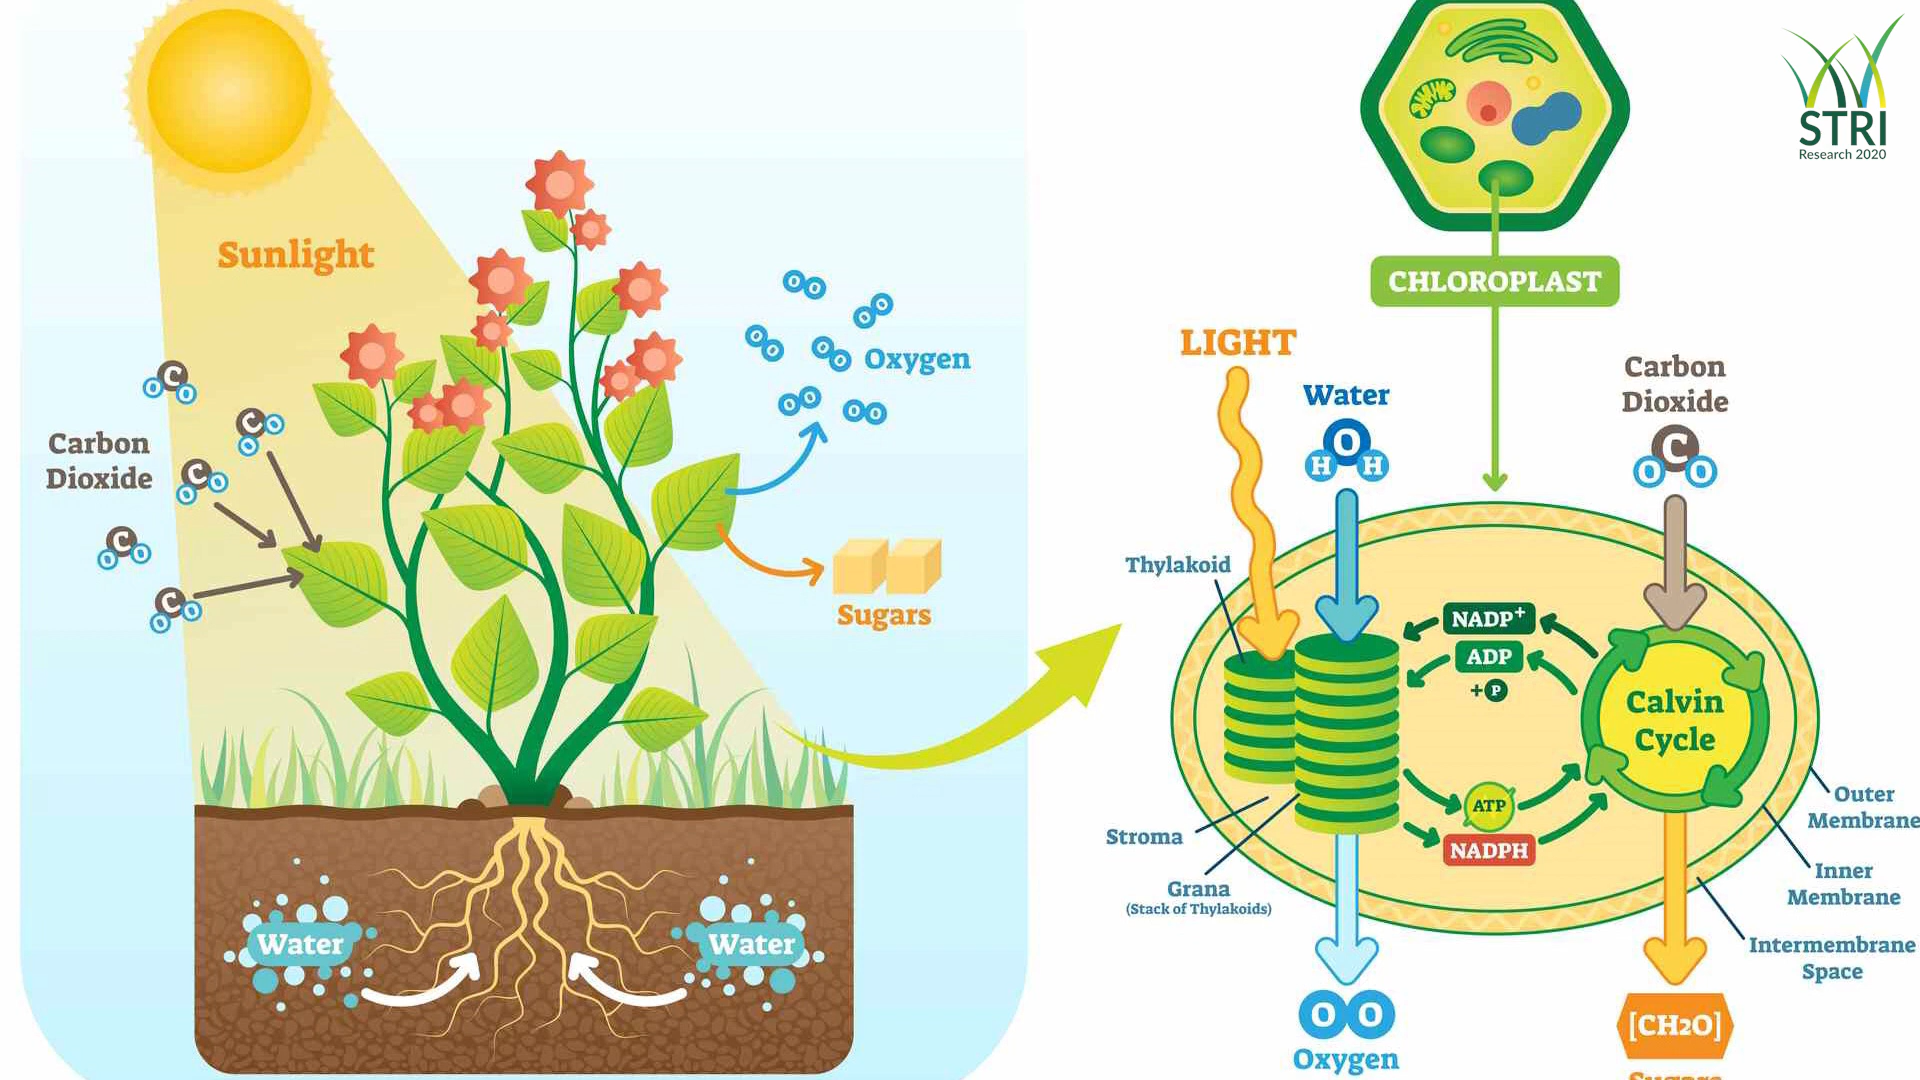 Sunlight
Carbon
Dioxide
C
O
O
C
O
O
C
O
O
C
O
O
C
O
O
O O
O O
O O
O O
O O
O O
Oxygen
Sugars
Water
Water
STRI
Research 2020
CHLOROPLAST
LIGHT
Water
O
H H
Carbon
Dioxide
C
O O
Thylakoid
NADP+
ADP
+ P
Calvin
Cycle
ATP
NADPH
Stroma
Grana
(Stack of Thylakoids)
Outer
Membrane
Inner
Membrane
Intermembrane
Space
O O
Oxygen
[CH2O]
Sugars